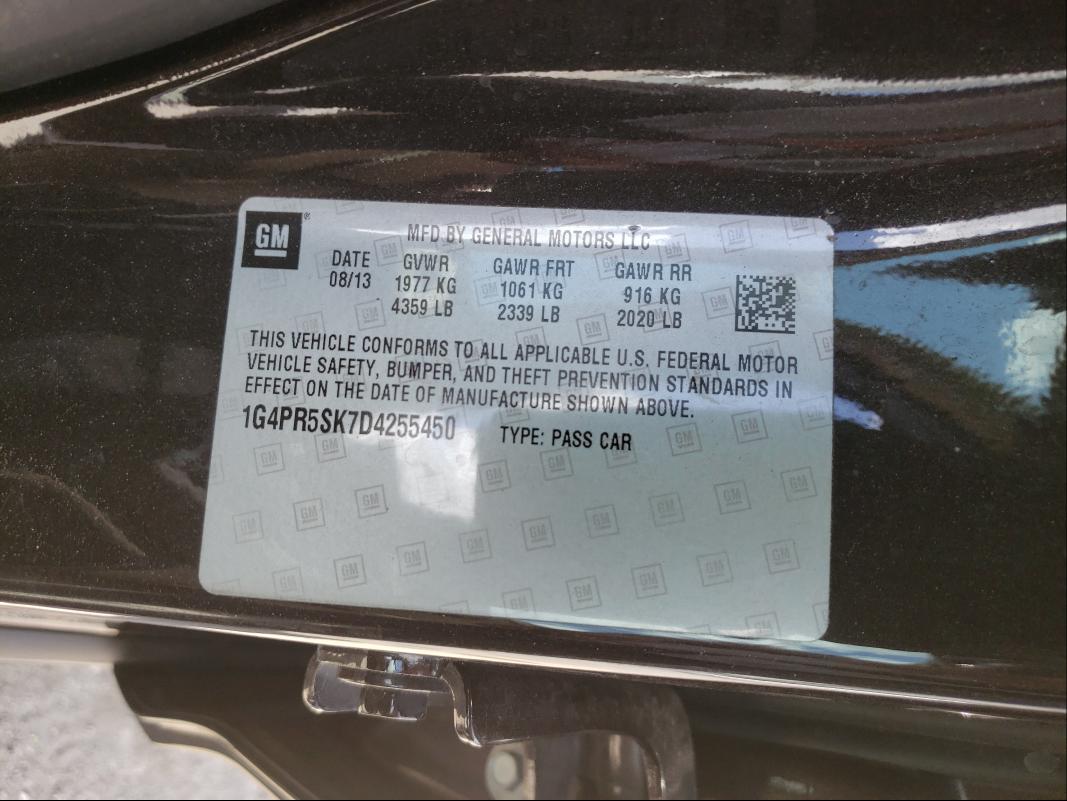 GM ®
MFD BY GENERAL MOTORS LLC
DATE GVWR GAWR FRT GAWR RR
08/13 1977 KG 1061 KG 916 KG
4359 LB 2339 LB 2020 LB
THIS VEHICLE CONFORMS TO ALL APPLICABLE U.S. FEDERAL MOTOR
VEHICLE SAFETY, BUMPER, AND THEFT PREVENTION STANDARDS IN
EFFECT ON THE DATE OF MANUFACTURE SHOWN ABOVE.
1G4PR5SK7D4255450 TYPE: PASS CAR